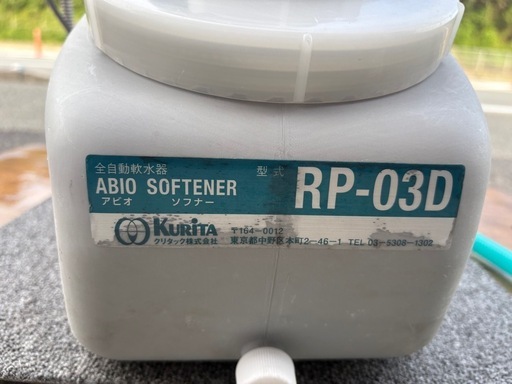 全自動軟水器
ABIO SOFTENER
アビオ ソフナー
型式 RP-03D
KURITA
クリタック株式会社
〒164-0012
東京都中野区本町2-46-1 TEL 03-5308-1302